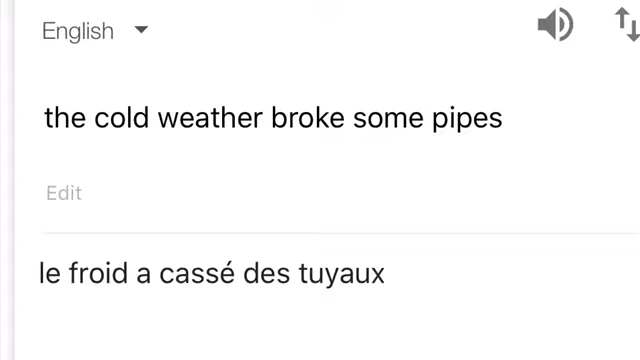 English
the cold weather broke some pipes
Edit
le froid a cassé des tuyaux